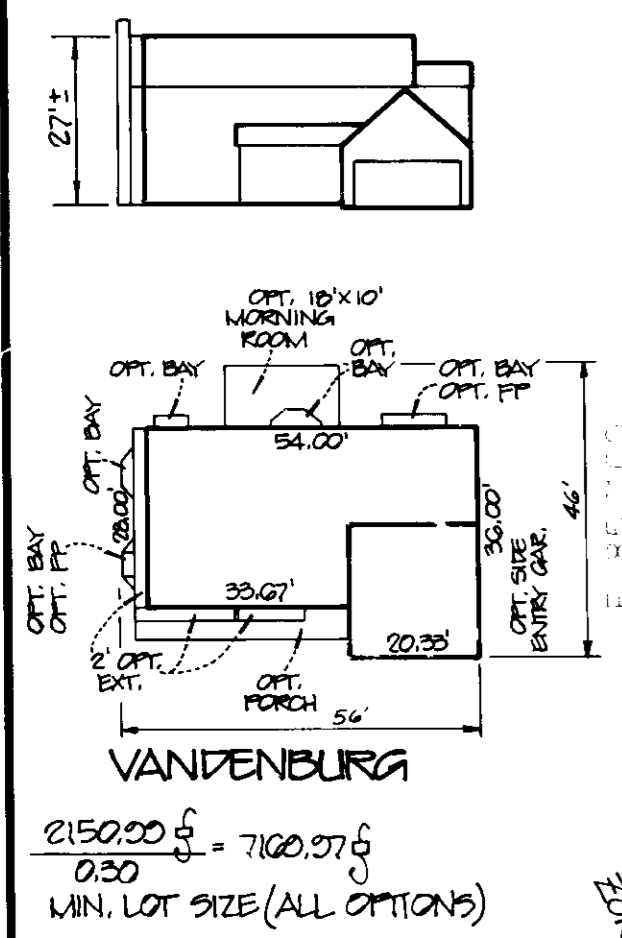 27'±
OPT. 18'X10'
MORNING
ROOM
OPT.
BAY
OPT. BAY
OPT. BAY
OPT. FP
54.00'
OPT. BAY
28.00'
36.00'
46'
OPT. BAY
OPT. FP.
OPT. SIDE
ENTRY GAR.
33.67'
20.33'
2' OPT.
EXT.
OPT.
PORCH
56'
VANDENBURG
2150.99 sf = 7169.97 sf
0.30
MIN. LOT SIZE (ALL OPTIONS)